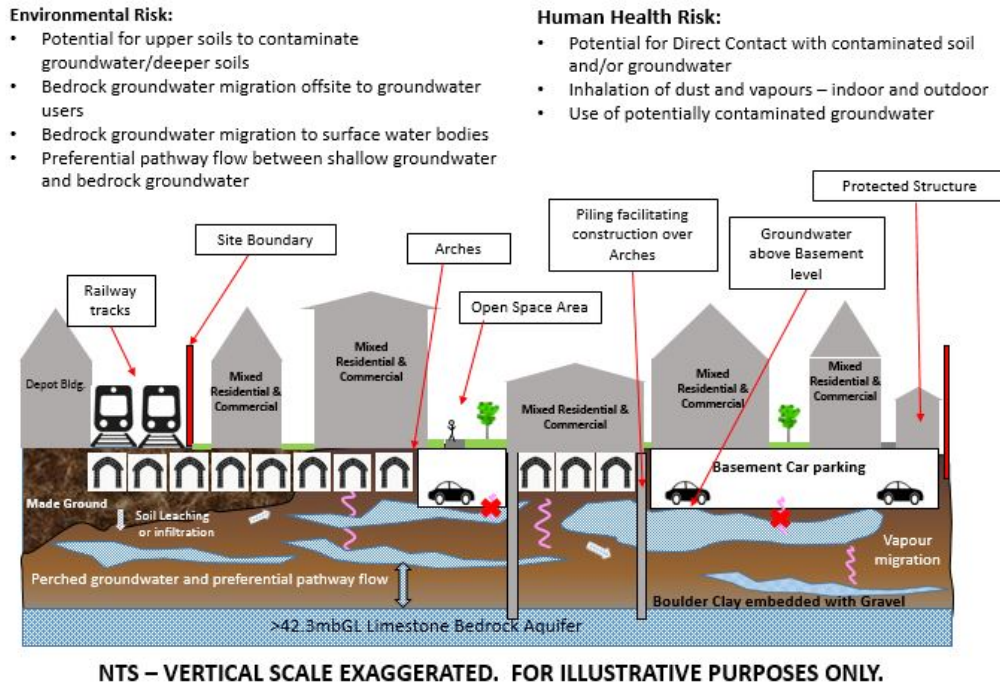 Environmental Risk:
• Potential for upper soils to contaminate
groundwater/deeper soils
• Bedrock groundwater migration offsite to groundwater
users
• Bedrock groundwater migration to surface water bodies
• Preferential pathway flow between shallow groundwater
and bedrock groundwater
Human Health Risk:
• Potential for Direct Contact with contaminated soil
and/or groundwater
• Inhalation of dust and vapours – indoor and outdoor
• Use of potentially contaminated groundwater
Protected Structure
Piling facilitating
construction over
Arches
Groundwater
above Basement
level
Site Boundary
Arches
Railway
tracks
Open Space Area
Depot Bldg.
Mixed
Residential &
Commercial
Mixed
Residential &
Commercial
Mixed Residential &
Commercial
Mixed
Residential &
Commercial
Mixed
Residential &
Commercial
Basement Car parking
Made Ground
Soil Leaching
or infiltration
Vapour
migration
Perched groundwater and preferential pathway flow
Boulder Clay embedded with Gravel
>42.3mbGL Limestone Bedrock Aquifer
NTS – VERTICAL SCALE EXAGGERATED. FOR ILLUSTRATIVE PURPOSES ONLY.